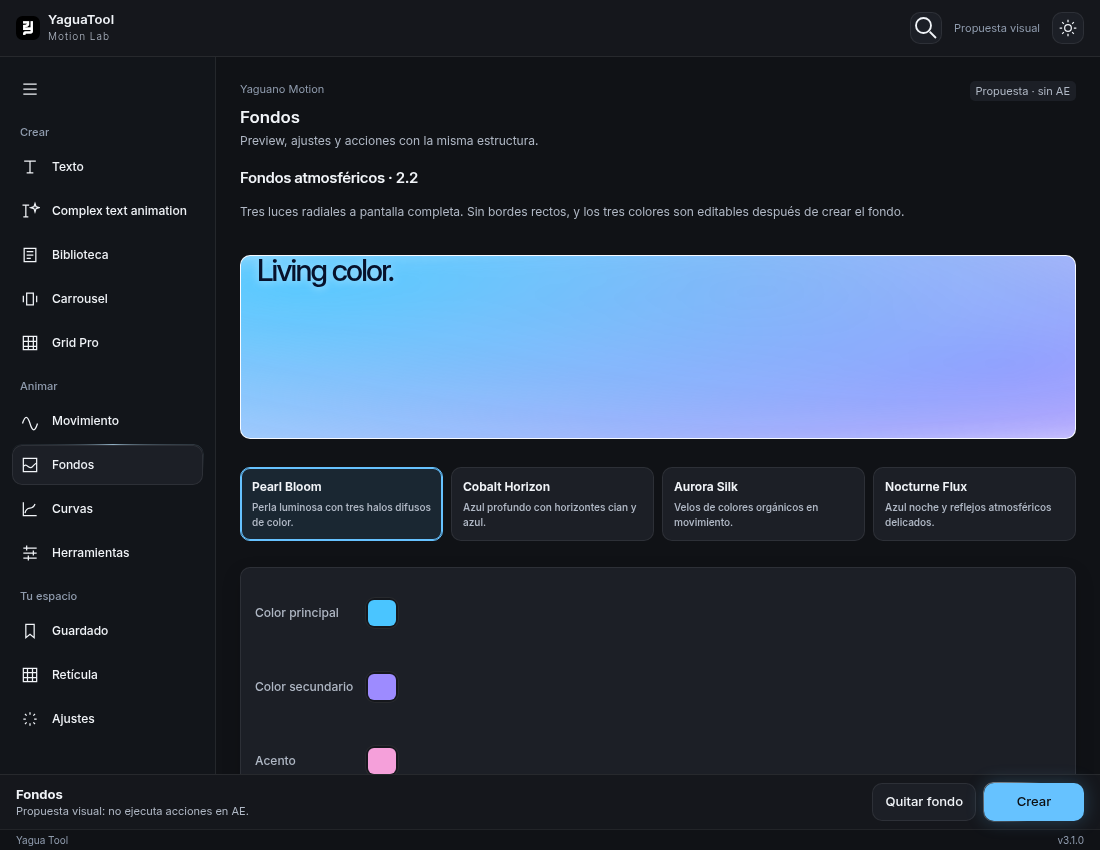 YaguaTool
Motion Lab
Propuesta visual
Crear
Texto
Complex text animation
Biblioteca
Carrousel
Grid Pro
Animar
Movimiento
Fondos
Curvas
Herramientas
Tu espacio
Guardado
Retícula
Ajustes
Yaguano Motion
Propuesta · sin AE
Fondos
Preview, ajustes y acciones con la misma estructura.
Fondos atmosféricos · 2.2
Tres luces radiales a pantalla completa. Sin bordes rectos, y los tres colores son editables después de crear el fondo.
Living color.
Pearl Bloom
Perla luminosa con tres halos difusos
de color.
Cobalt Horizon
Azul profundo con horizontes cian y
azul.
Aurora Silk
Velos de colores orgánicos en
movimiento.
Nocturne Flux
Azul noche y reflejos atmosféricos
delicados.
Color principal
Color secundario
Acento
Fondos
Propuesta visual: no ejecuta acciones en AE.
Quitar fondo
Crear
Yagua Tool
v3.1.0